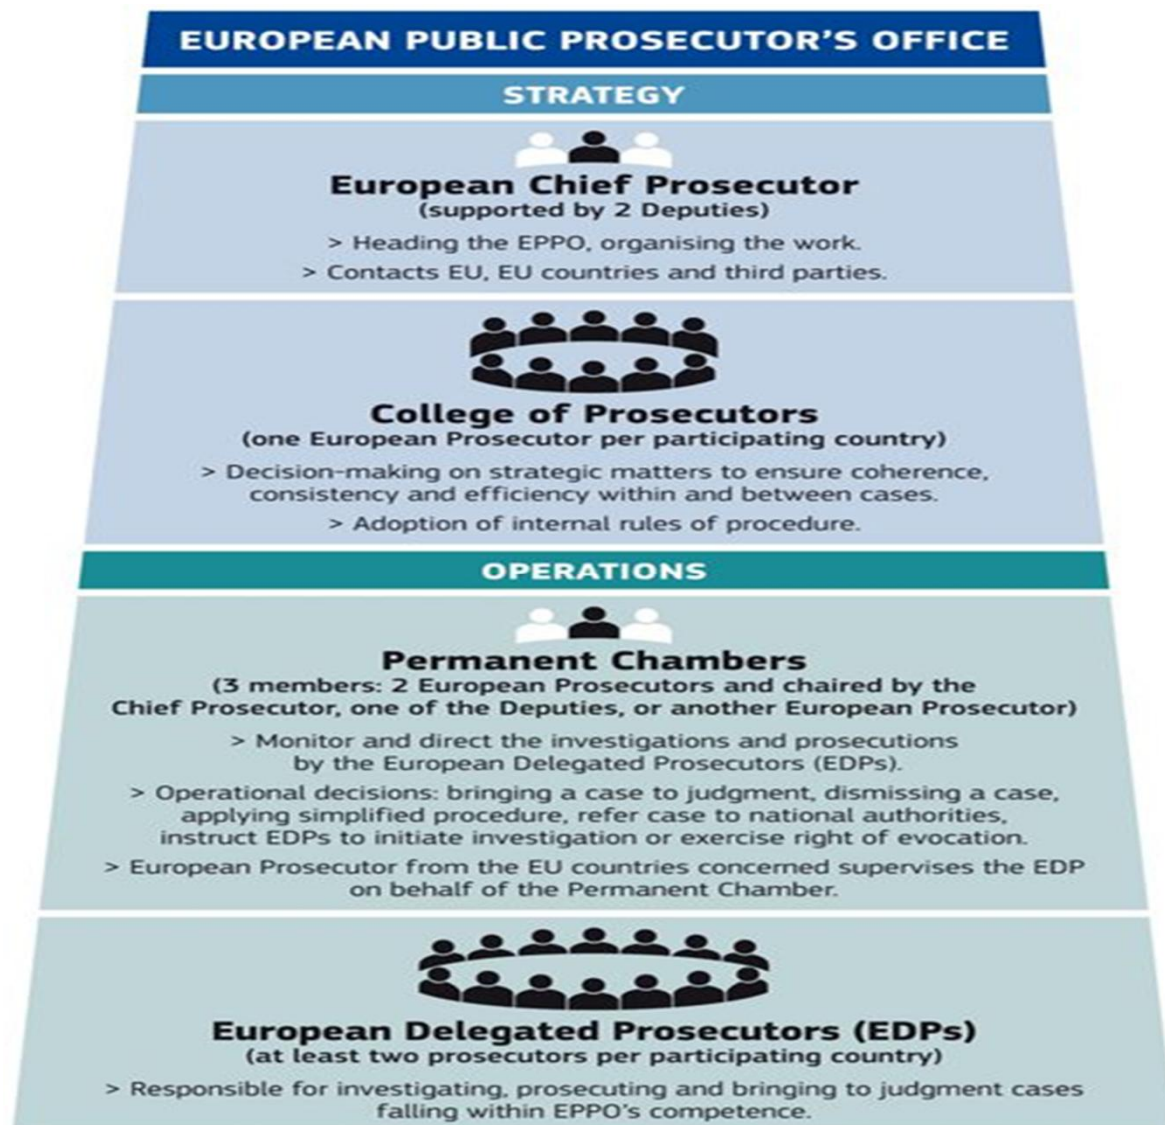 EUROPEAN PUBLIC PROSECUTOR'S OFFICE
STRATEGY
European Chief Prosecutor
(supported by 2 Deputies)
> Heading the EPPO, organising the work.
> Contacts EU, EU countries and third parties.
College of Prosecutors
(one European Prosecutor per participating country)
> Decision-making on strategic matters to ensure coherence,
consistency and efficiency within and between cases.
> Adoption of internal rules of procedure.
OPERATIONS
Permanent Chambers
(3 members: 2 European Prosecutors and chaired by the
Chief Prosecutor, one of the Deputies, or another European Prosecutor)
> Monitor and direct the investigations and prosecutions
by the European Delegated Prosecutors (EDPs).
> Operational decisions: bringing a case to judgment, dismissing a case,
applying simplified procedure, refer case to national authorities,
instruct EDPs to initiate investigation or exercise right of evocation.
> European Prosecutor from the EU countries concerned supervises the EDP
on behalf of the Permanent Chamber.
European Delegated Prosecutors (EDPs)
(at least two prosecutors per participating country)
> Responsible for investigating, prosecuting and bringing to judgment cases
falling within EPPO's competence.